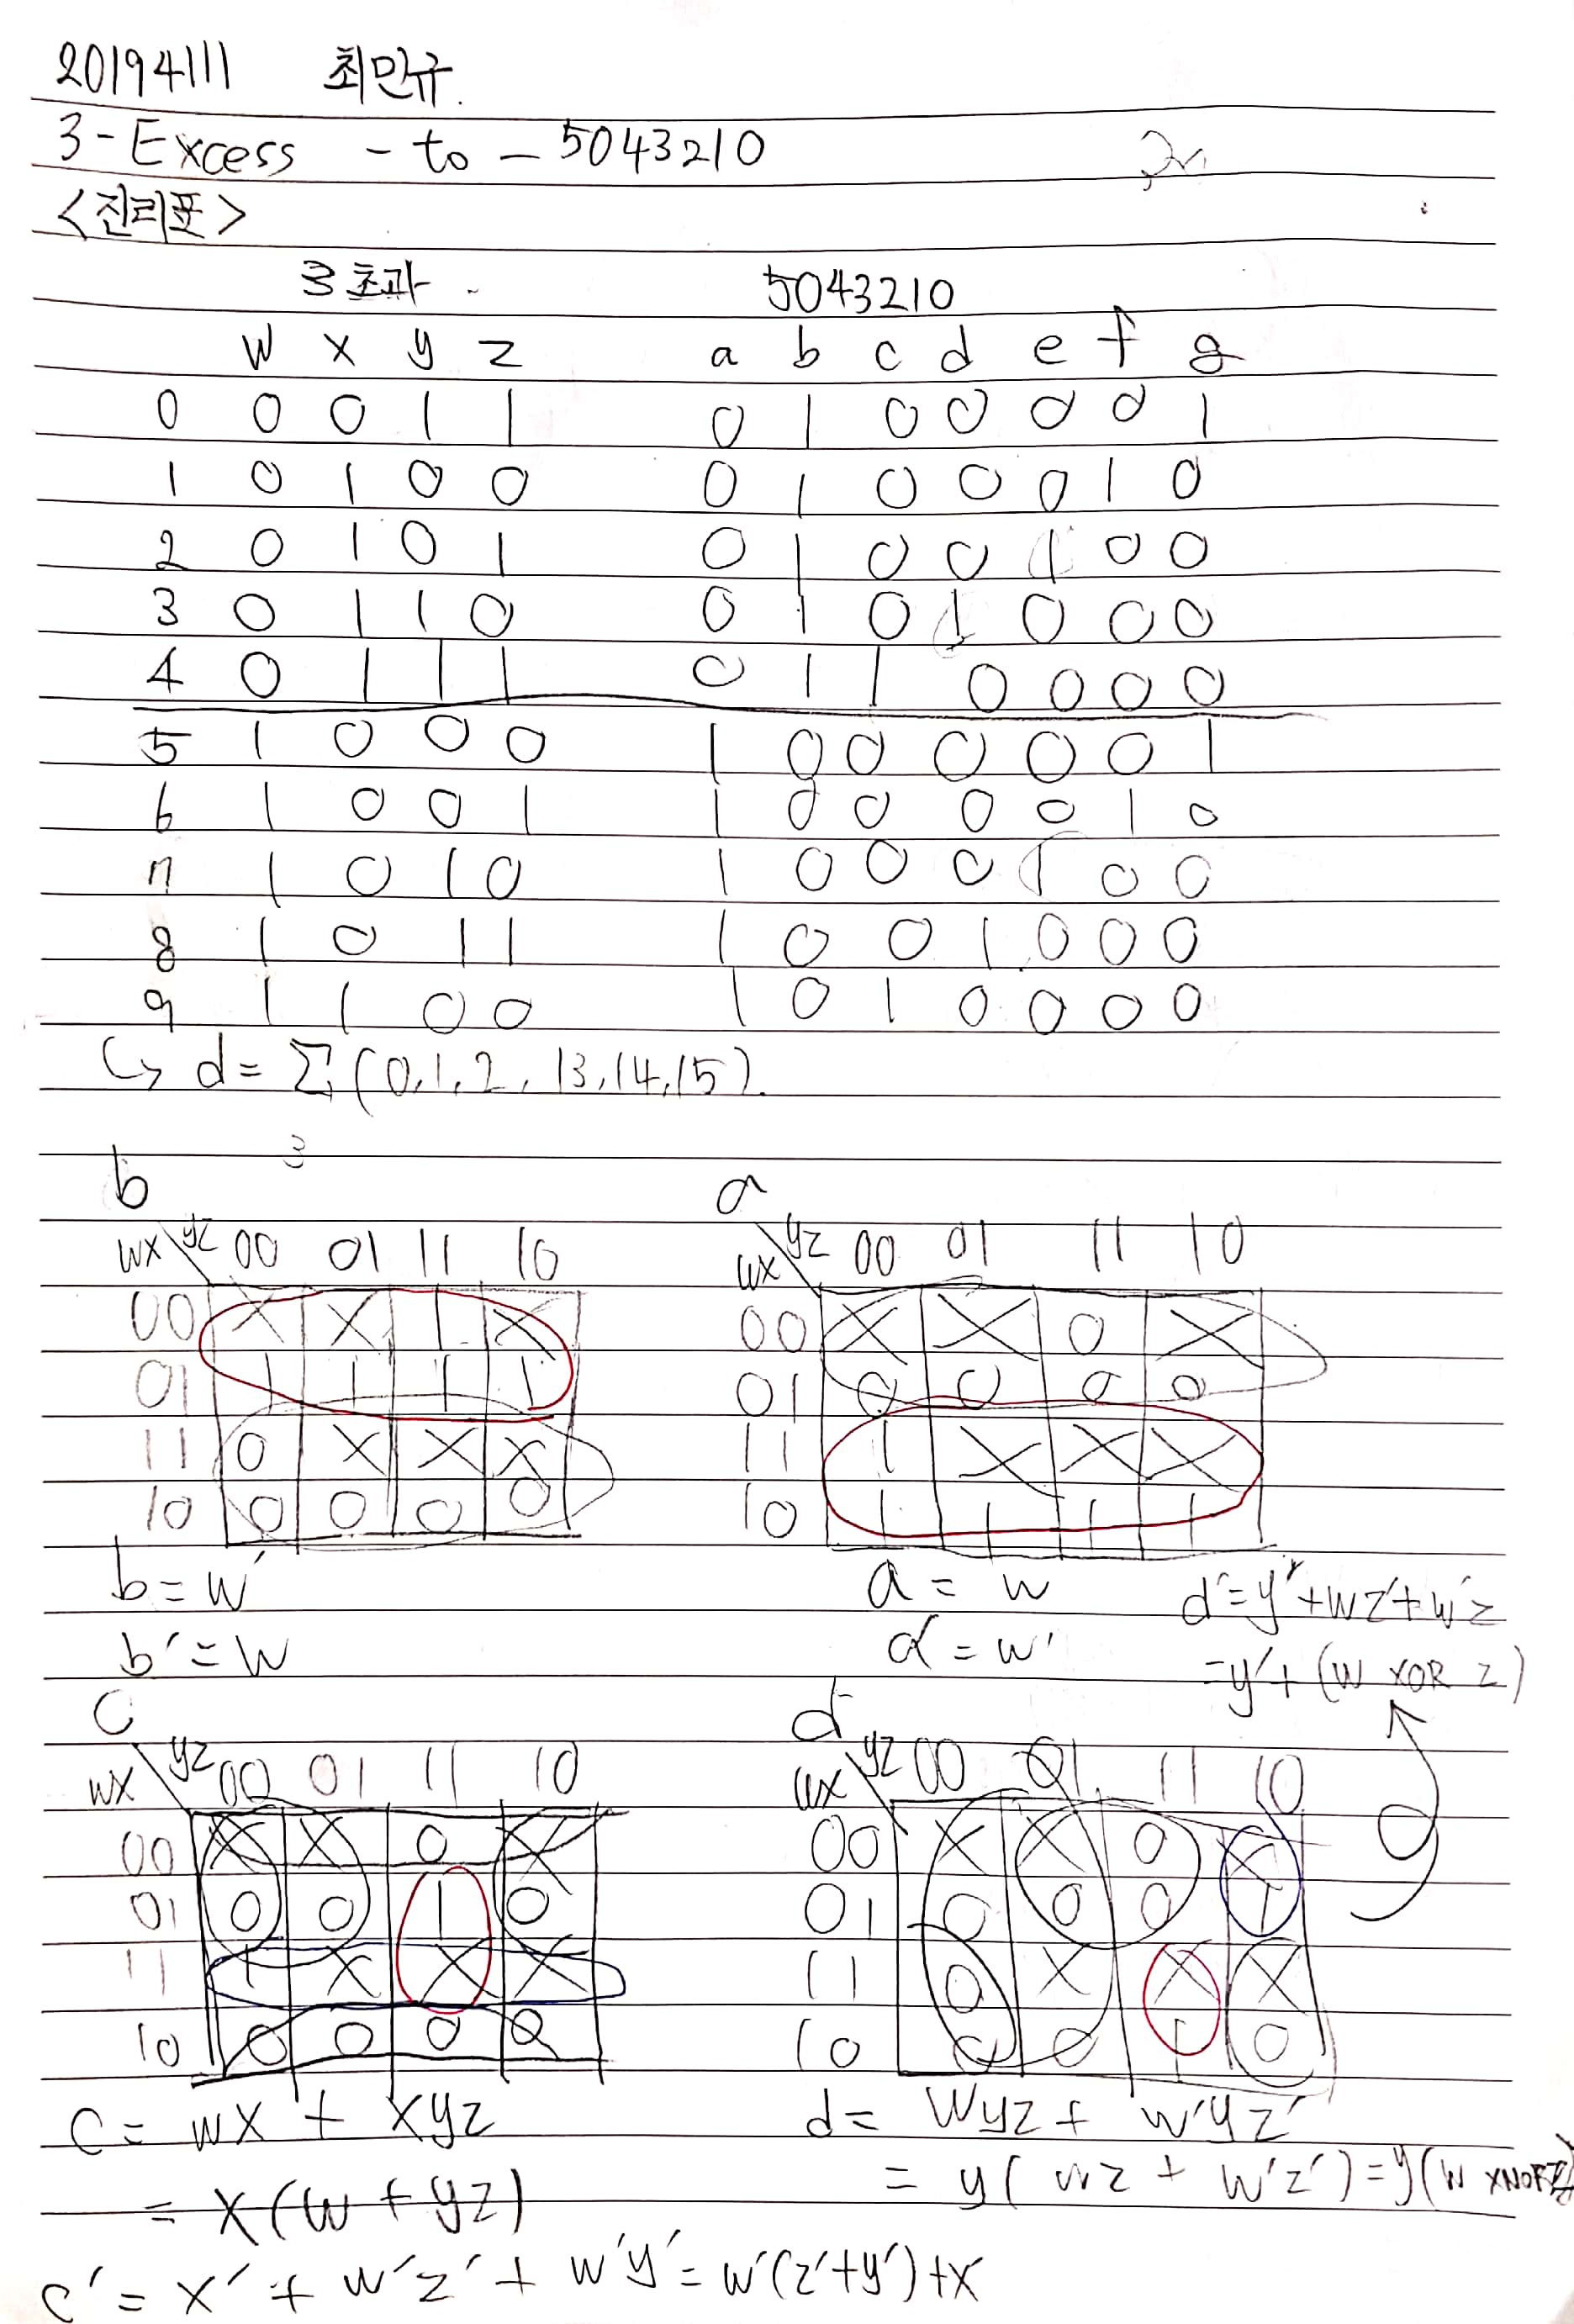 20194111 최민규.
3-Excess - to - 5043210
<진리표>
3초과 5043210
w x y z a b c d e f g
0 0 0 1 1 0 1 0 0 0 0 1
1 0 1 0 0 0 1 0 0 0 1 0
2 0 1 0 1 0 1 0 0 1 0 0
3 0 1 1 0 0 1 0 1 0 0 0
4 0 1 1 1 0 1 1 0 0 0 0
5 1 0 0 0 1 0 0 0 0 0 1
6 1 0 0 1 1 0 0 0 0 1 0
7 1 0 1 0 1 0 0 0 1 0 0
8 1 0 1 1 1 0 0 1 0 0 0
9 1 1 0 0 1 0 1 0 0 0 0
↳ d = Σ(0,1,2,13,14,15).
3
b
wx\yz 00 01 11 10
00 X X 1 X
01 1 1 1 1
11 0 X X X
10 0 0 0 0
b = w'
b' = w
a
wx\yz 00 01 11 10
00 X X 0 X
01 0 0 0 0
11 1 X X X
10 1 1 1 1
a = w
a' = w'
d' = y' + wz' + w'z
= y' + (w XOR z)
c
wx\yz 00 01 11 10
00 X X 0 X
01 0 0 1 0
11 1 X X X
10 0 0 0 0
c = wx + xyz
= x(w + yz)
c' = x' + w'z' + w'y' = w'(z'+y')+x'
d
wx\yz 00 01 11 10
00 X X 0 X
01 0 0 0 1
11 0 X X X
10 0 0 1 0
d = wyz + w'yz'
= y(wz + w'z') = y(w XNOR z)